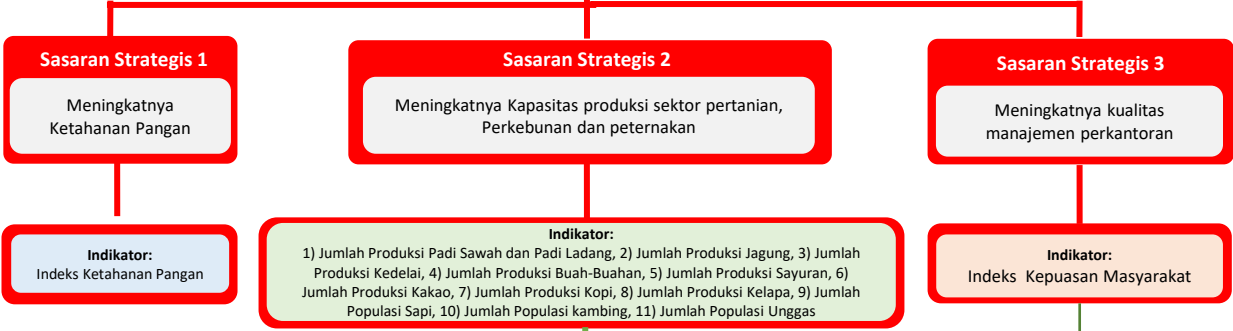 Sasaran Strategis 1
Meningkatnya
Ketahanan Pangan
Indikator:
Indeks Ketahanan Pangan
Sasaran Strategis 2
Meningkatnya Kapasitas produksi sektor pertanian,
Perkebunan dan peternakan
Indikator:
1) Jumlah Produksi Padi Sawah dan Padi Ladang, 2) Jumlah Produksi Jagung, 3) Jumlah
Produksi Kedelai, 4) Jumlah Produksi Buah-Buahan, 5) Jumlah Produksi Sayuran, 6)
Jumlah Produksi Kakao, 7) Jumlah Produksi Kopi, 8) Jumlah Produksi Kelapa, 9) Jumlah
Populasi Sapi, 10) Jumlah Populasi kambing, 11) Jumlah Populasi Unggas
Sasaran Strategis 3
Meningkatnya kualitas
manajemen perkantoran
Indikator:
Indeks Kepuasan Masyarakat